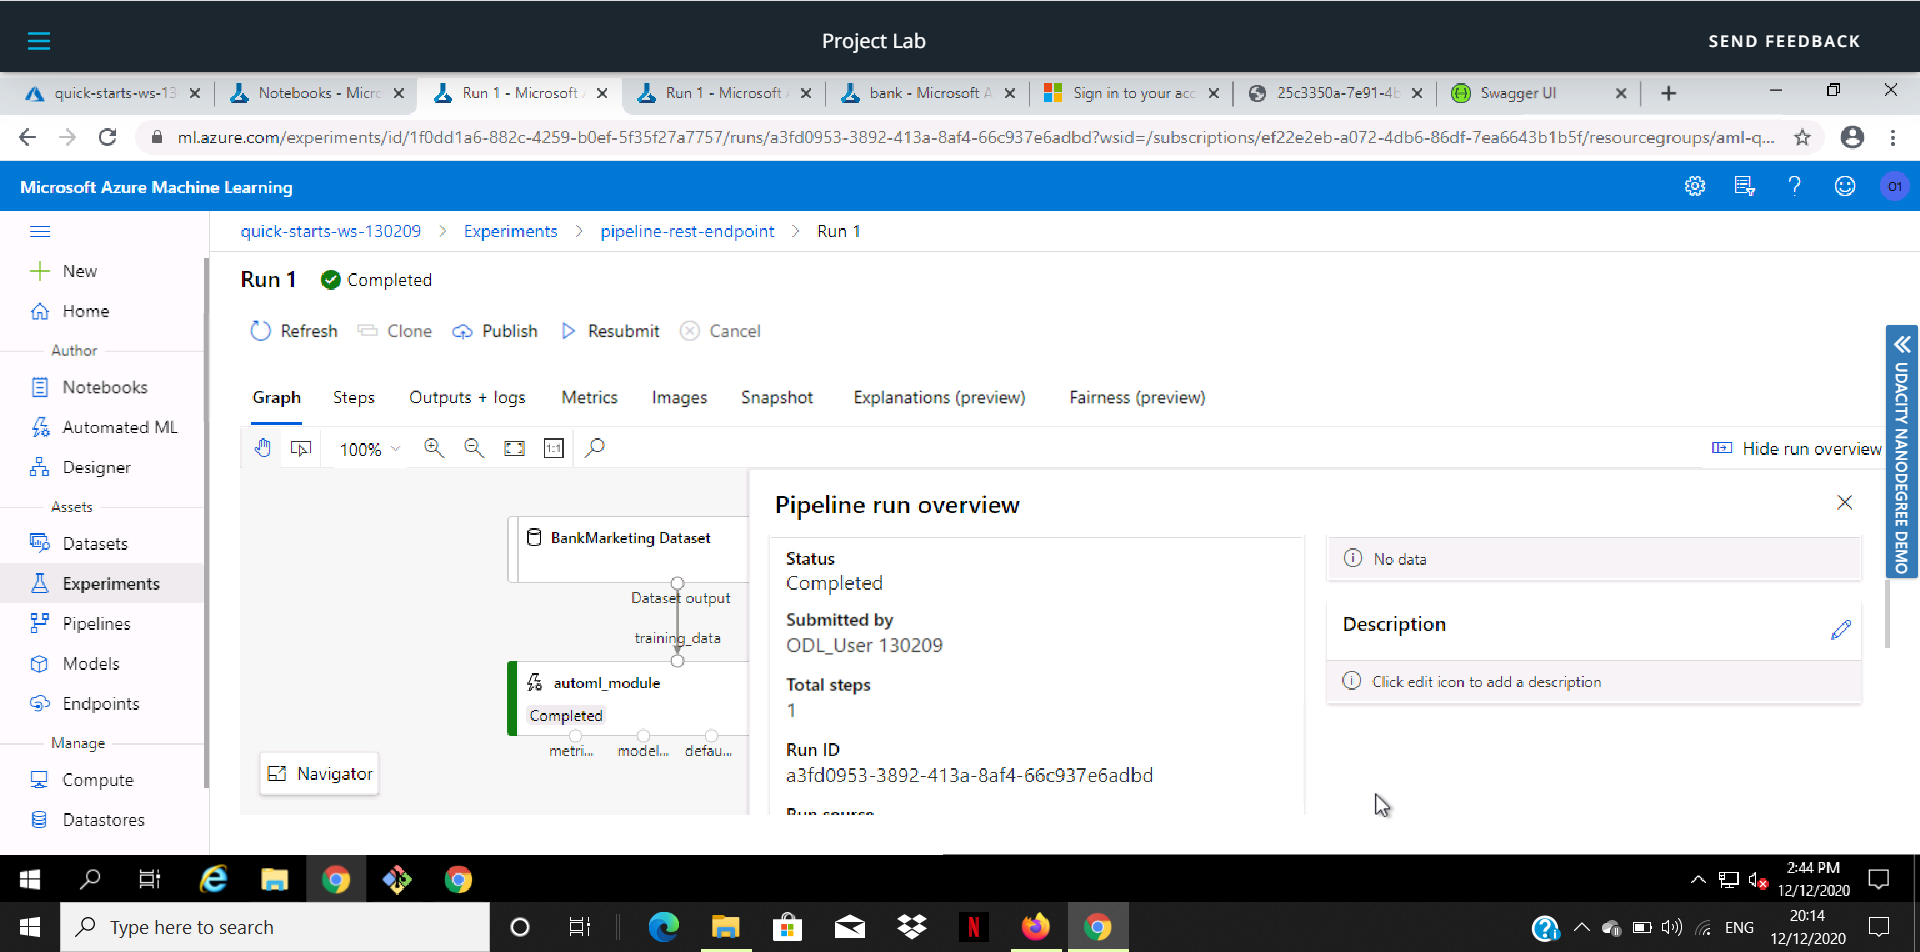 Project Lab
SEND FEEDBACK
quick-starts-ws-13
Notebooks - Micro
Run 1 - Microsoft
Run 1 - Microsoft
bank - Microsoft A
Sign in to your acc
25c3350a-7e91-4b
Swagger UI
ml.azure.com/experiments/id/1f0dd1a6-882c-4259-b0ef-5f35f27a7757/runs/a3fd0953-3892-413a-8af4-66c937e6adbd?wsid=/subscriptions/ef22e2eb-a072-4db6-86df-7ea6643b1b5f/resourcegroups/aml-q...
Microsoft Azure Machine Learning
01
quick-starts-ws-130209 > Experiments > pipeline-rest-endpoint > Run 1
New
Home
Author
Notebooks
Automated ML
Designer
Assets
Datasets
Experiments
Pipelines
Models
Endpoints
Manage
Compute
Datastores
Run 1
Completed
Refresh
Clone
Publish
Resubmit
Cancel
Graph
Steps
Outputs + logs
Metrics
Images
Snapshot
Explanations (preview)
Fairness (preview)
100%
1:1
Hide run overview
UDACITY NANODEGREE DEMO
BankMarketing Dataset
Dataset output
training_data
automl_module
Completed
metri...
model...
defau...
Navigator
Pipeline run overview
Status
Completed
Submitted by
ODL_User 130209
Total steps
1
Run ID
a3fd0953-3892-413a-8af4-66c937e6adbd
Run source
No data
Description
Click edit icon to add a description
2:44 PM
12/12/2020
Type here to search
ENG
20:14
12/12/2020